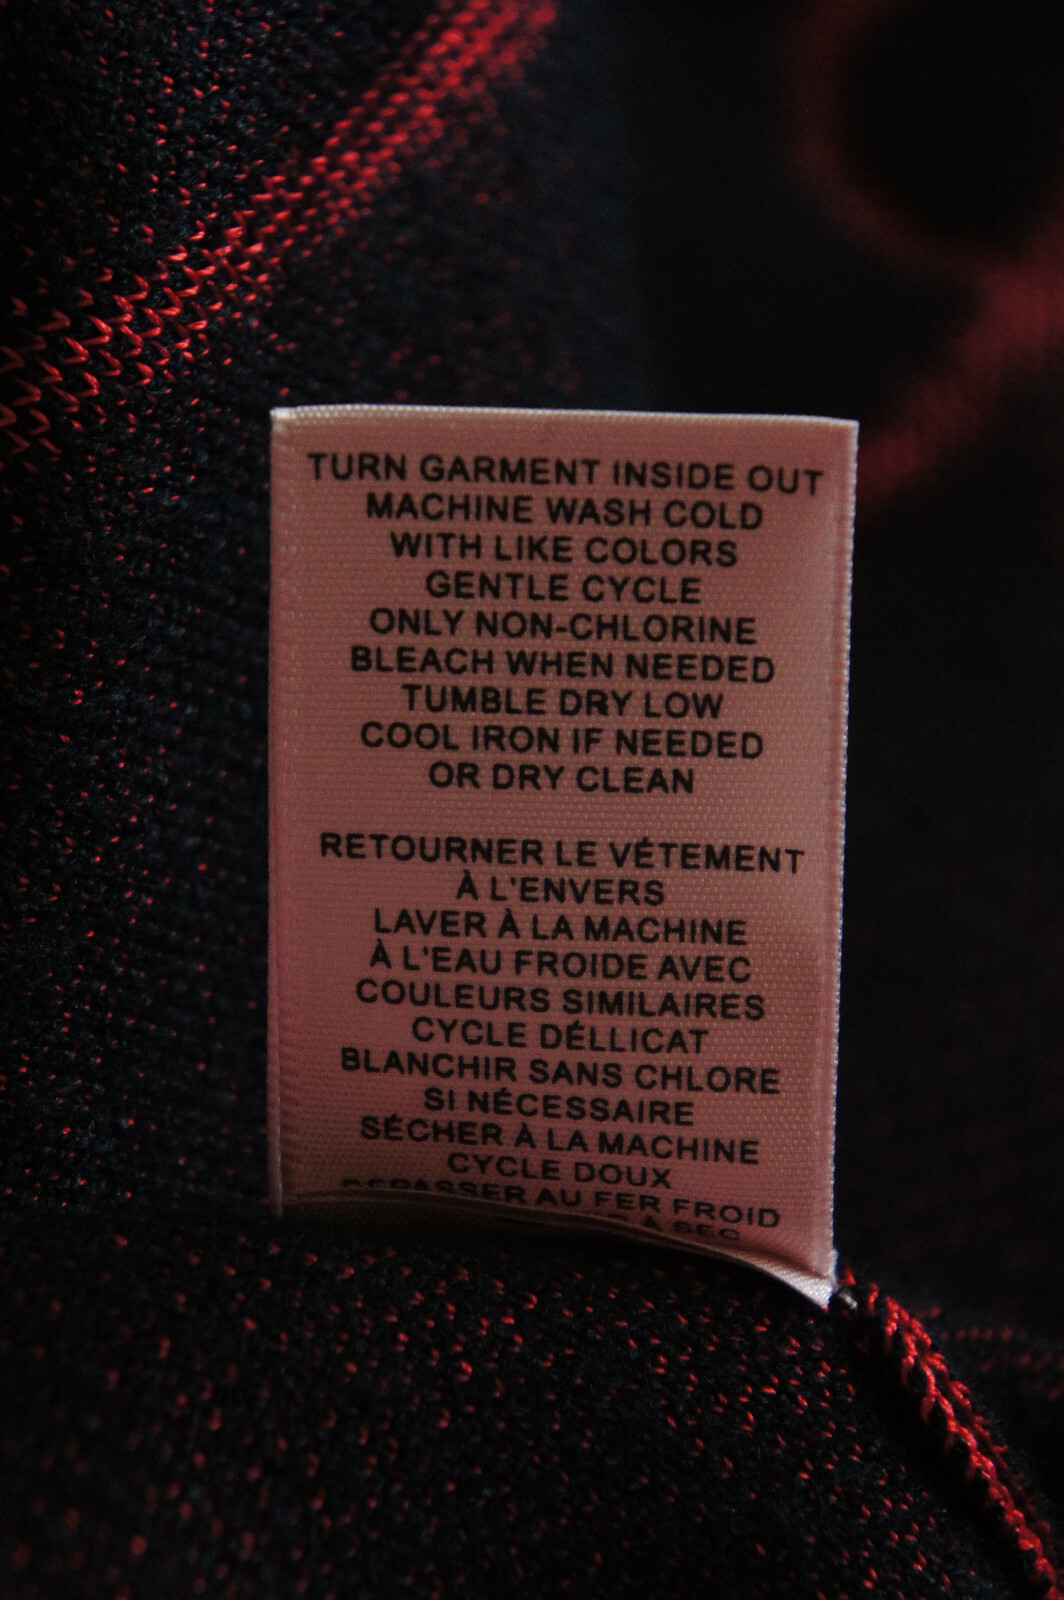 TURN GARMENT INSIDE OUT
MACHINE WASH COLD
WITH LIKE COLORS
GENTLE CYCLE
ONLY NON-CHLORINE
BLEACH WHEN NEEDED
TUMBLE DRY LOW
COOL IRON IF NEEDED
OR DRY CLEAN
RETOURNER LE VÉTEMENT
À L'ENVERS
LAVER À LA MACHINE
À L'EAU FROIDE AVEC
COULEURS SIMILAIRES
CYCLE DÉLLICAT
BLANCHIR SANS CHLORE
SI NÉCESSAIRE
SÉCHER À LA MACHINE
CYCLE DOUX
REPASSER AU FER FROID
À SEC